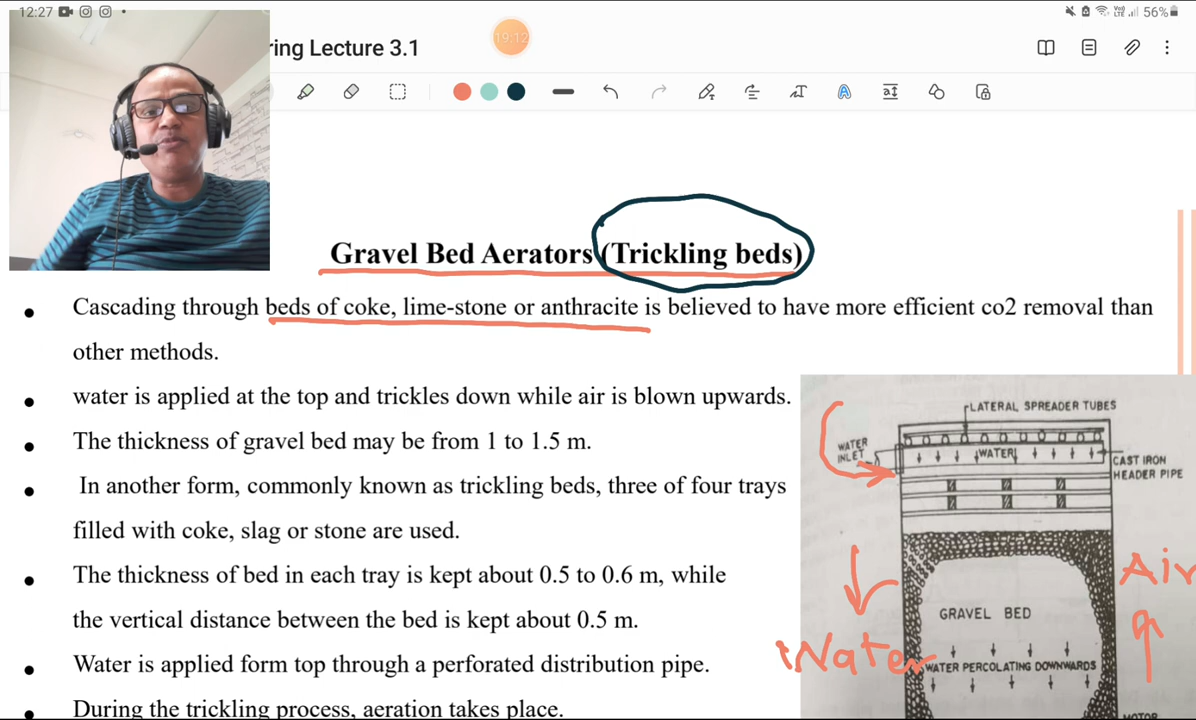 12:27
19:12
56%
ring Lecture 3.1
Gravel Bed Aerators (Trickling beds)
Cascading through beds of coke, lime-stone or anthracite is believed to have more efficient co2 removal than
other methods.
water is applied at the top and trickles down while air is blown upwards.
The thickness of gravel bed may be from 1 to 1.5 m.
In another form, commonly known as trickling beds, three of four trays
filled with coke, slag or stone are used.
The thickness of bed in each tray is kept about 0.5 to 0.6 m, while
the vertical distance between the bed is kept about 0.5 m.
Water is applied form top through a perforated distribution pipe.
During the trickling process, aeration takes place.
LATERAL SPREADER TUBES
WATER
INLET
WATER
CAST IRON
HEADER PIPE
Air
GRAVEL BED
Water
WATER PERCOLATING DOWNWARDS
MOTOR